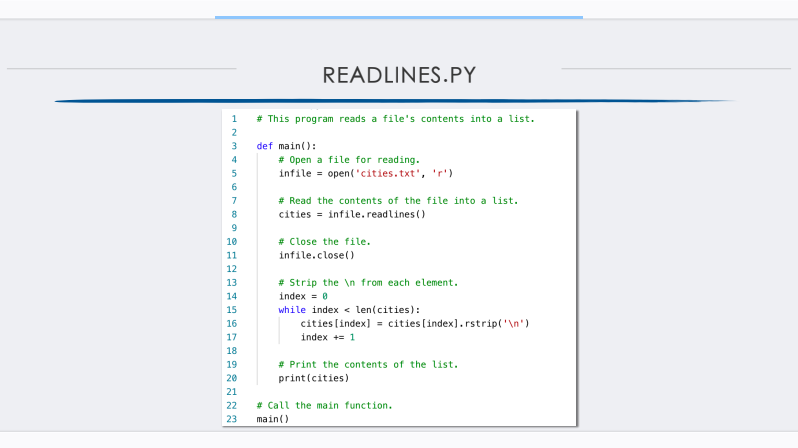 READLINES.PY
1 # This program reads a file's contents into a list.
2
3 def main():
4     # Open a file for reading.
5     infile = open('cities.txt', 'r')
6
7     # Read the contents of the file into a list.
8     cities = infile.readlines()
9
10     # Close the file.
11     infile.close()
12
13     # Strip the \n from each element.
14     index = 0
15     while index < len(cities):
16         cities[index] = cities[index].rstrip('\n')
17         index += 1
18
19     # Print the contents of the list.
20     print(cities)
21
22 # Call the main function.
23 main()